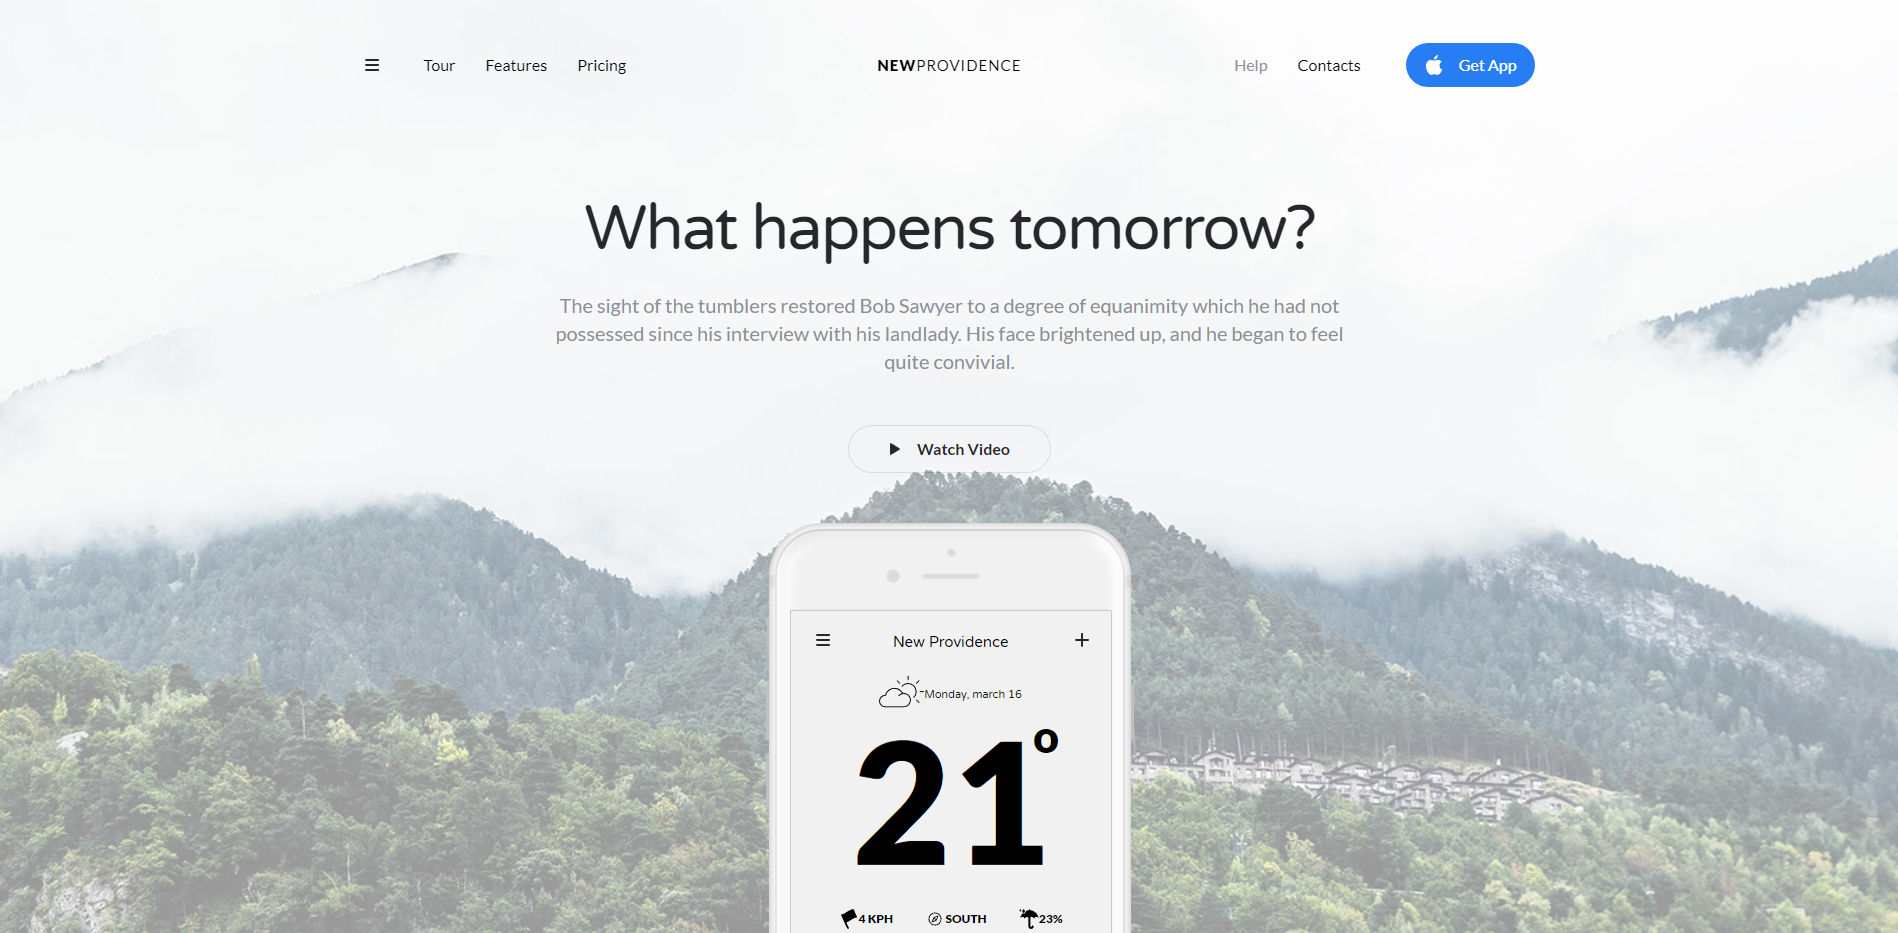 Tour Features Pricing NEWPROVIDENCE Help Contacts Get App
What happens tomorrow?
The sight of the tumblers restored Bob Sawyer to a degree of equanimity which he had not
possessed since his interview with his landlady. His face brightened up, and he began to feel
quite convivial.
Watch Video
New Providence
Monday, march 16
21°
4 KPH SOUTH 23%